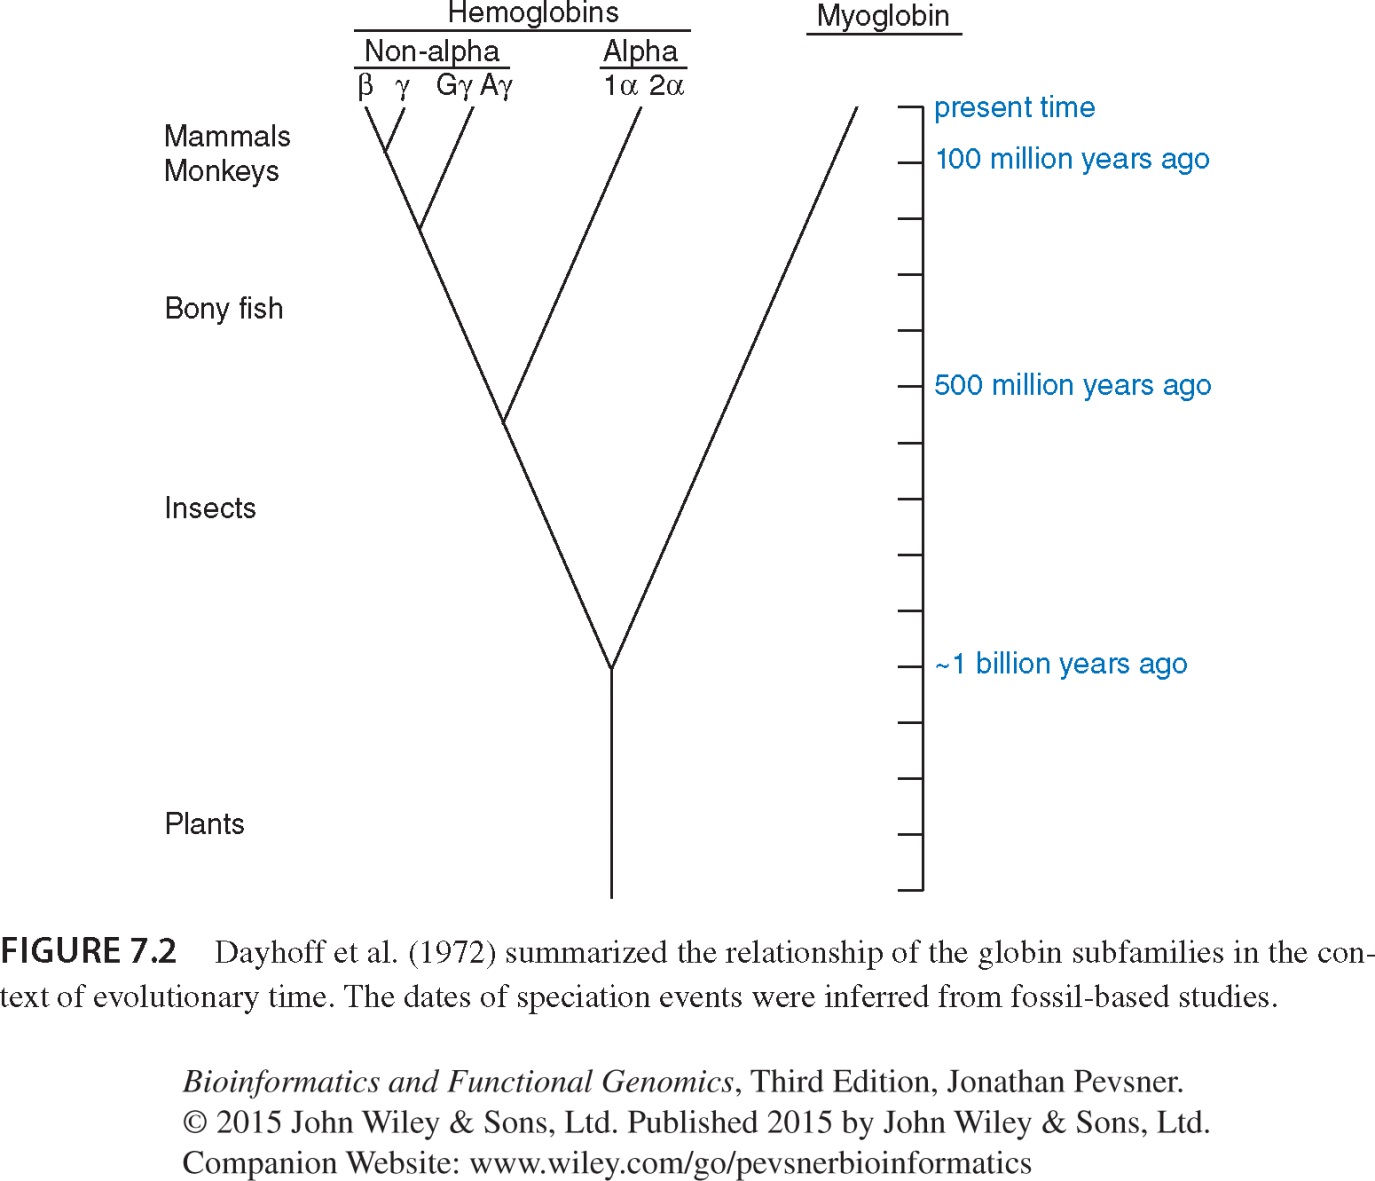 Hemoglobins
Myoglobin
Non-alpha
Alpha
β γ Gγ Aγ
1α 2α
present time
Mammals
100 million years ago
Monkeys
Bony fish
500 million years ago
Insects
~1 billion years ago
Plants
FIGURE 7.2 Dayhoff et al. (1972) summarized the relationship of the globin subfamilies in the con-
text of evolutionary time. The dates of speciation events were inferred from fossil-based studies.
Bioinformatics and Functional Genomics, Third Edition, Jonathan Pevsner.
© 2015 John Wiley & Sons, Ltd. Published 2015 by John Wiley & Sons, Ltd.
Companion Website: www.wiley.com/go/pevsnerbioinformatics